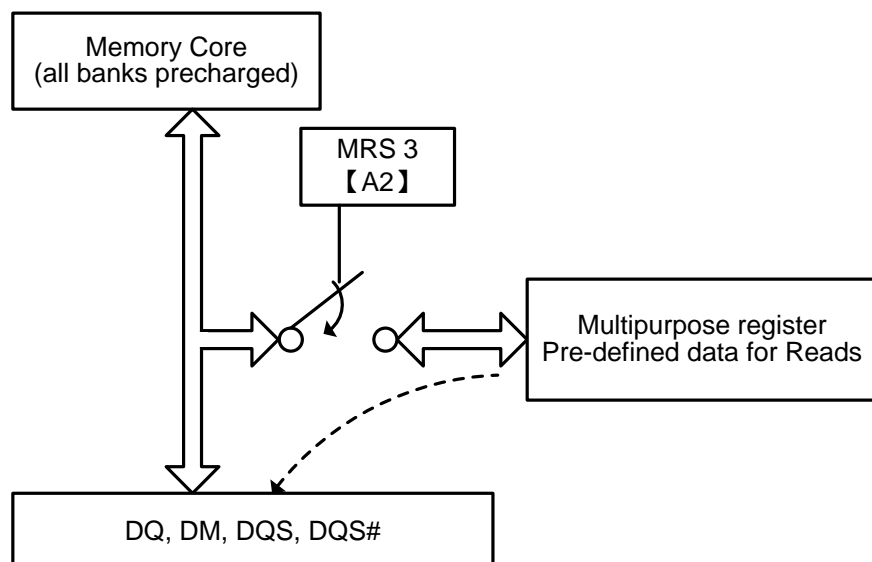 Memory Core
(all banks precharged)
MRS 3
【A2】
Multipurpose register
Pre-defined data for Reads
DQ, DM, DQS, DQS#